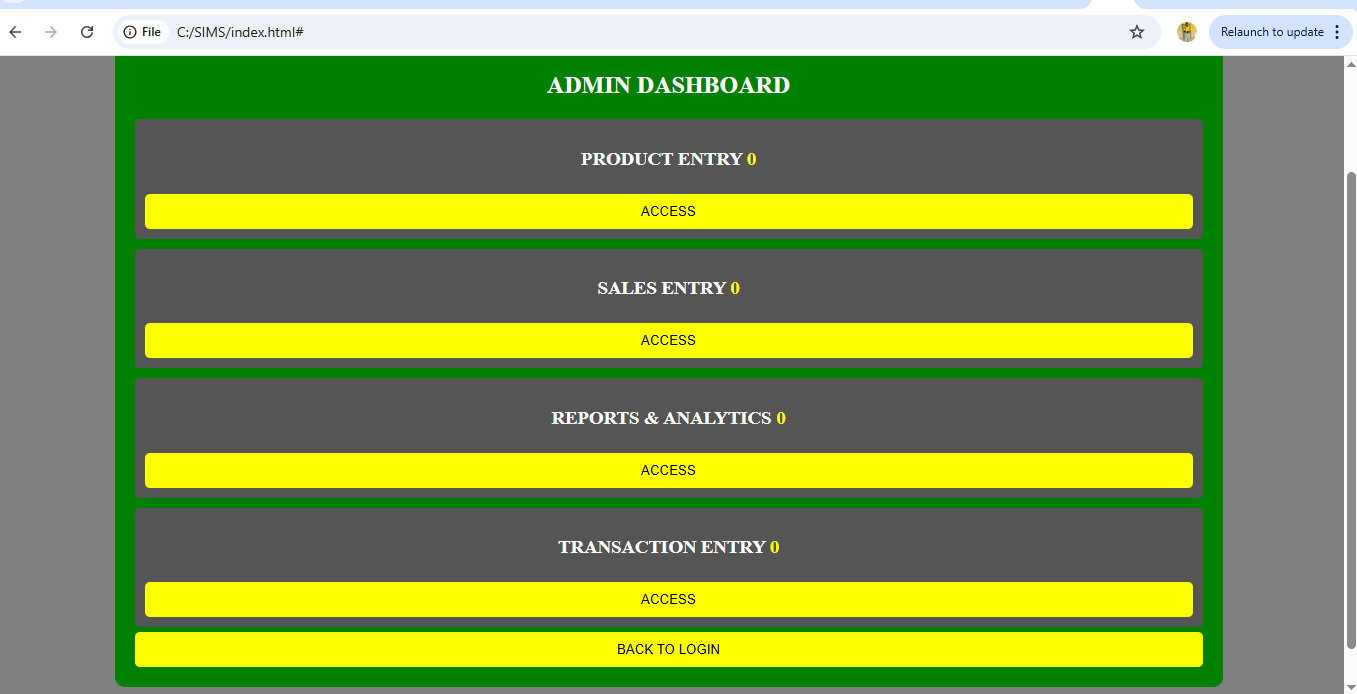 File C:/SIMS/index.html# Relaunch to update
ADMIN DASHBOARD
PRODUCT ENTRY 0
ACCESS
SALES ENTRY 0
ACCESS
REPORTS & ANALYTICS 0
ACCESS
TRANSACTION ENTRY 0
ACCESS
BACK TO LOGIN